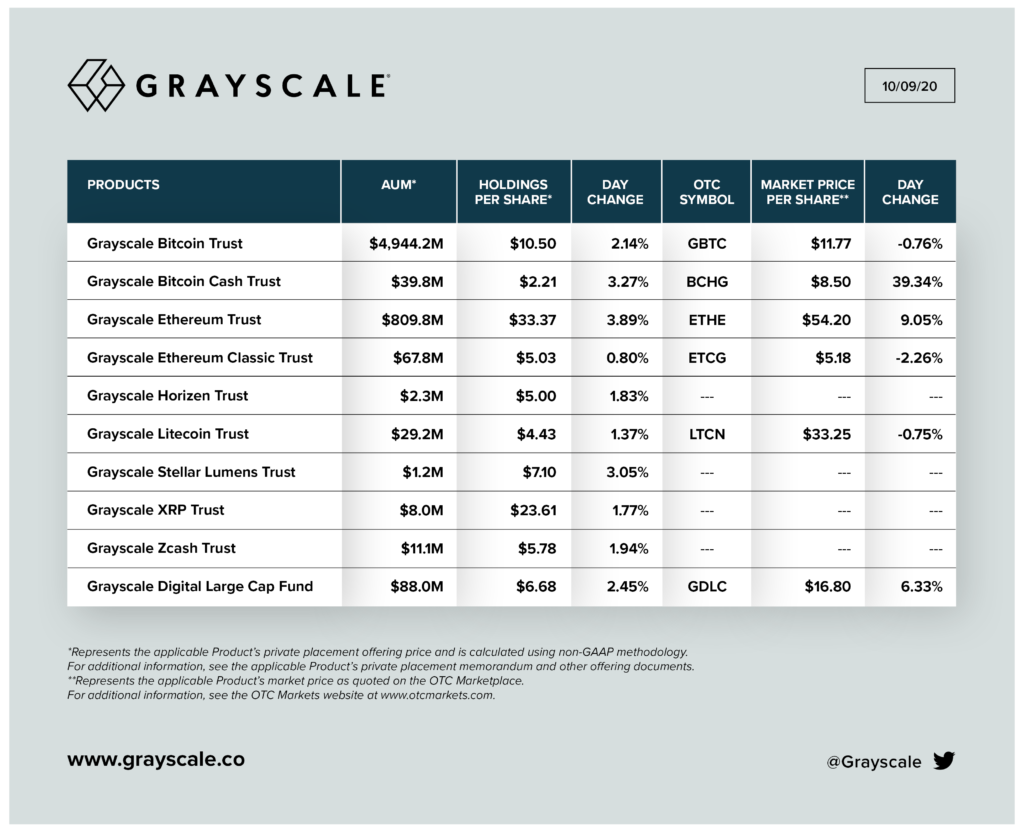 GRAYSCALE®
10/09/20
PRODUCTS AUM* HOLDINGS PER SHARE* DAY CHANGE OTC SYMBOL MARKET PRICE PER SHARE** DAY CHANGE
Grayscale Bitcoin Trust $4,944.2M $10.50 2.14% GBTC $11.77 -0.76%
Grayscale Bitcoin Cash Trust $39.8M $2.21 3.27% BCHG $8.50 39.34%
Grayscale Ethereum Trust $809.8M $33.37 3.89% ETHE $54.20 9.05%
Grayscale Ethereum Classic Trust $67.8M $5.03 0.80% ETCG $5.18 -2.26%
Grayscale Horizen Trust $2.3M $5.00 1.83% --- --- ---
Grayscale Litecoin Trust $29.2M $4.43 1.37% LTCN $33.25 -0.75%
Grayscale Stellar Lumens Trust $1.2M $7.10 3.05% --- --- ---
Grayscale XRP Trust $8.0M $23.61 1.77% --- --- ---
Grayscale Zcash Trust $11.1M $5.78 1.94% --- --- ---
Grayscale Digital Large Cap Fund $88.0M $6.68 2.45% GDLC $16.80 6.33%
*Represents the applicable Product's private placement offering price and is calculated using non-GAAP methodology.
For additional information, see the applicable Product's private placement memorandum and other offering documents.
**Represents the applicable Product's market price as quoted on the OTC Marketplace.
For additional information, see the OTC Markets website at www.otcmarkets.com.
www.grayscale.co
@Grayscale